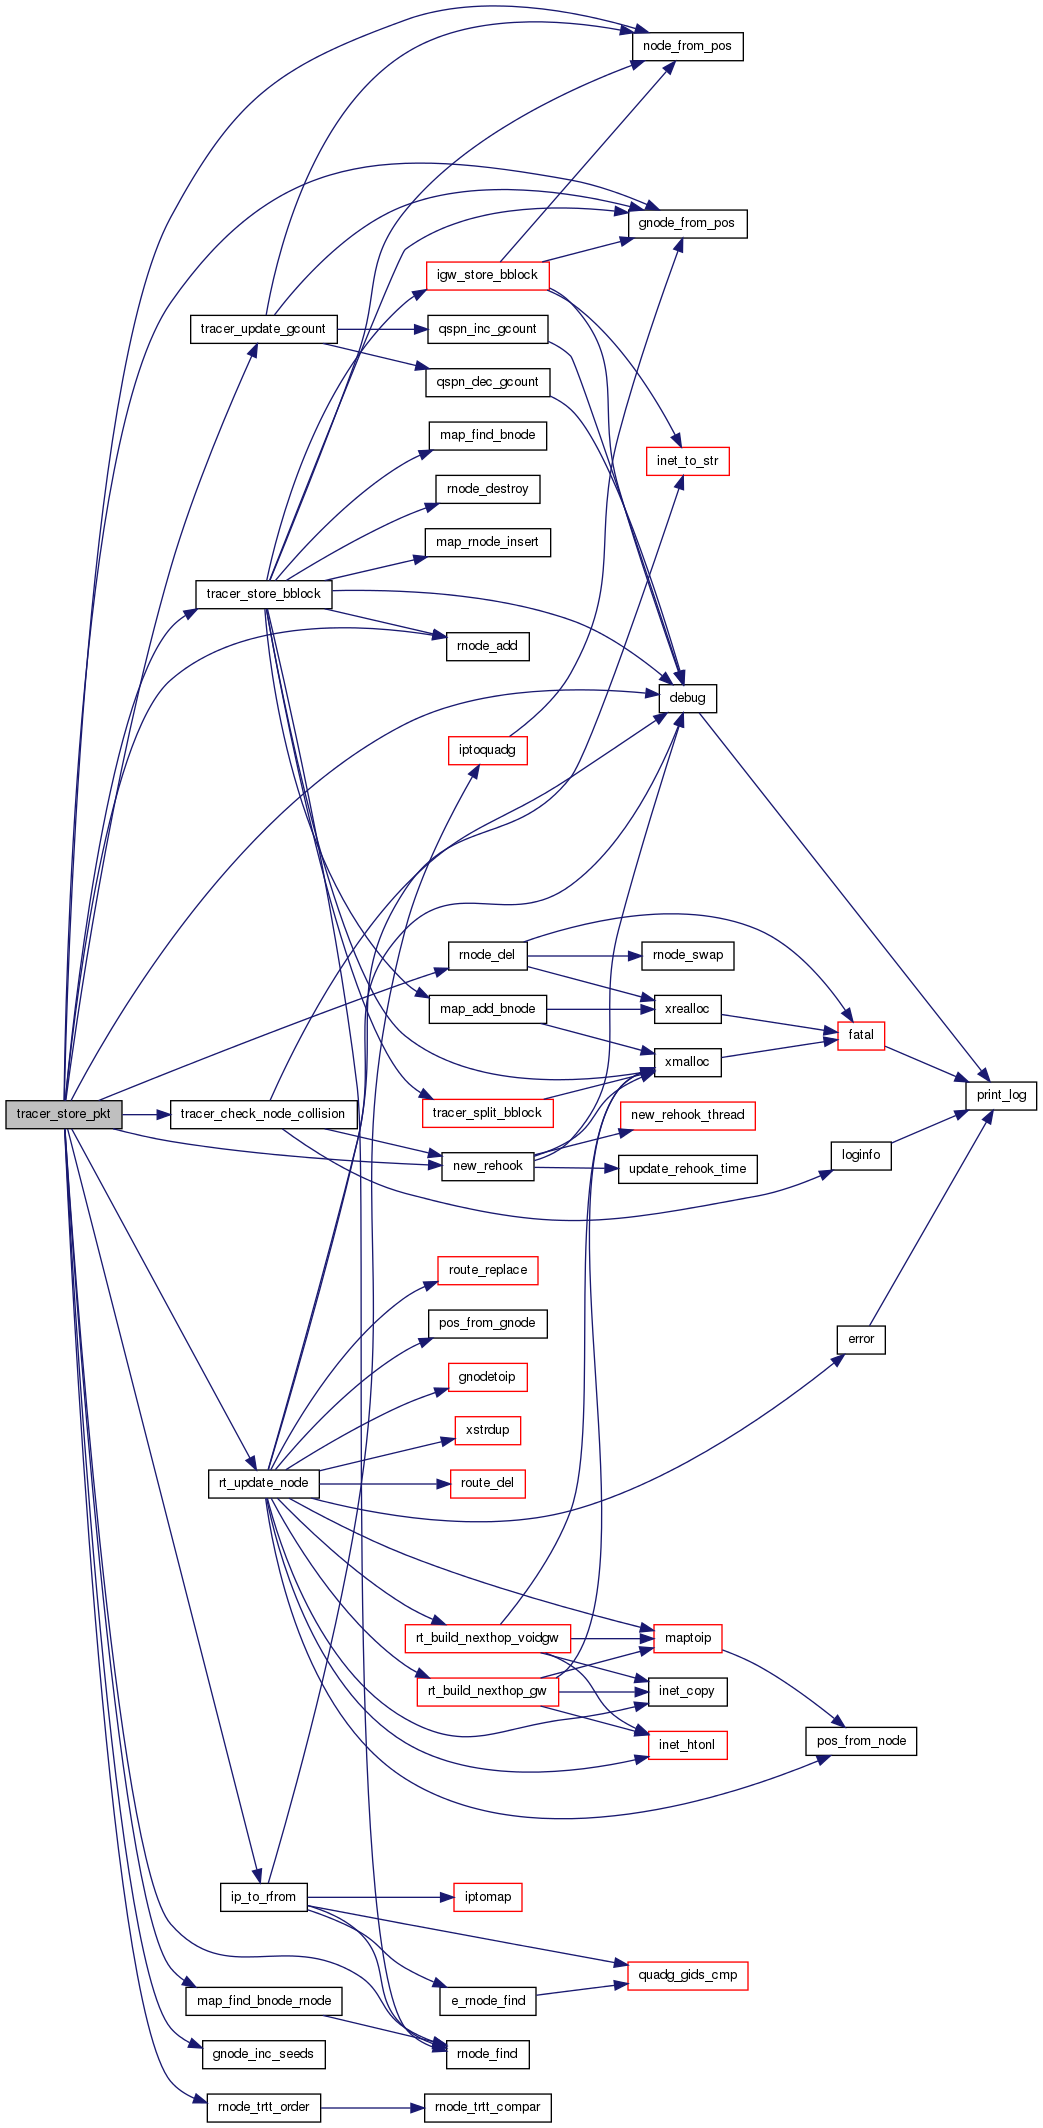 node_from_pos
gnode_from_pos
igw_store_bblock
tracer_update_gcount
qspn_inc_gcount
qspn_dec_gcount
map_find_bnode
inet_to_str
rnode_destroy
map_rnode_insert
tracer_store_bblock
rnode_add
debug
iptoquadg
rnode_del
rnode_swap
map_add_bnode
xrealloc
fatal
xmalloc
print_log
tracer_store_pkt
tracer_check_node_collision
tracer_split_bblock
new_rehook_thread
loginfo
new_rehook
update_rehook_time
route_replace
pos_from_gnode
error
gnodetoip
xstrdup
rt_update_node
route_del
rt_build_nexthop_voidgw
maptoip
rt_build_nexthop_gw
inet_copy
inet_htonl
pos_from_node
ip_to_rfrom
iptomap
quadg_gids_cmp
map_find_bnode_rnode
e_rnode_find
gnode_inc_seeds
rnode_find
rnode_trtt_order
rnode_trtt_compar